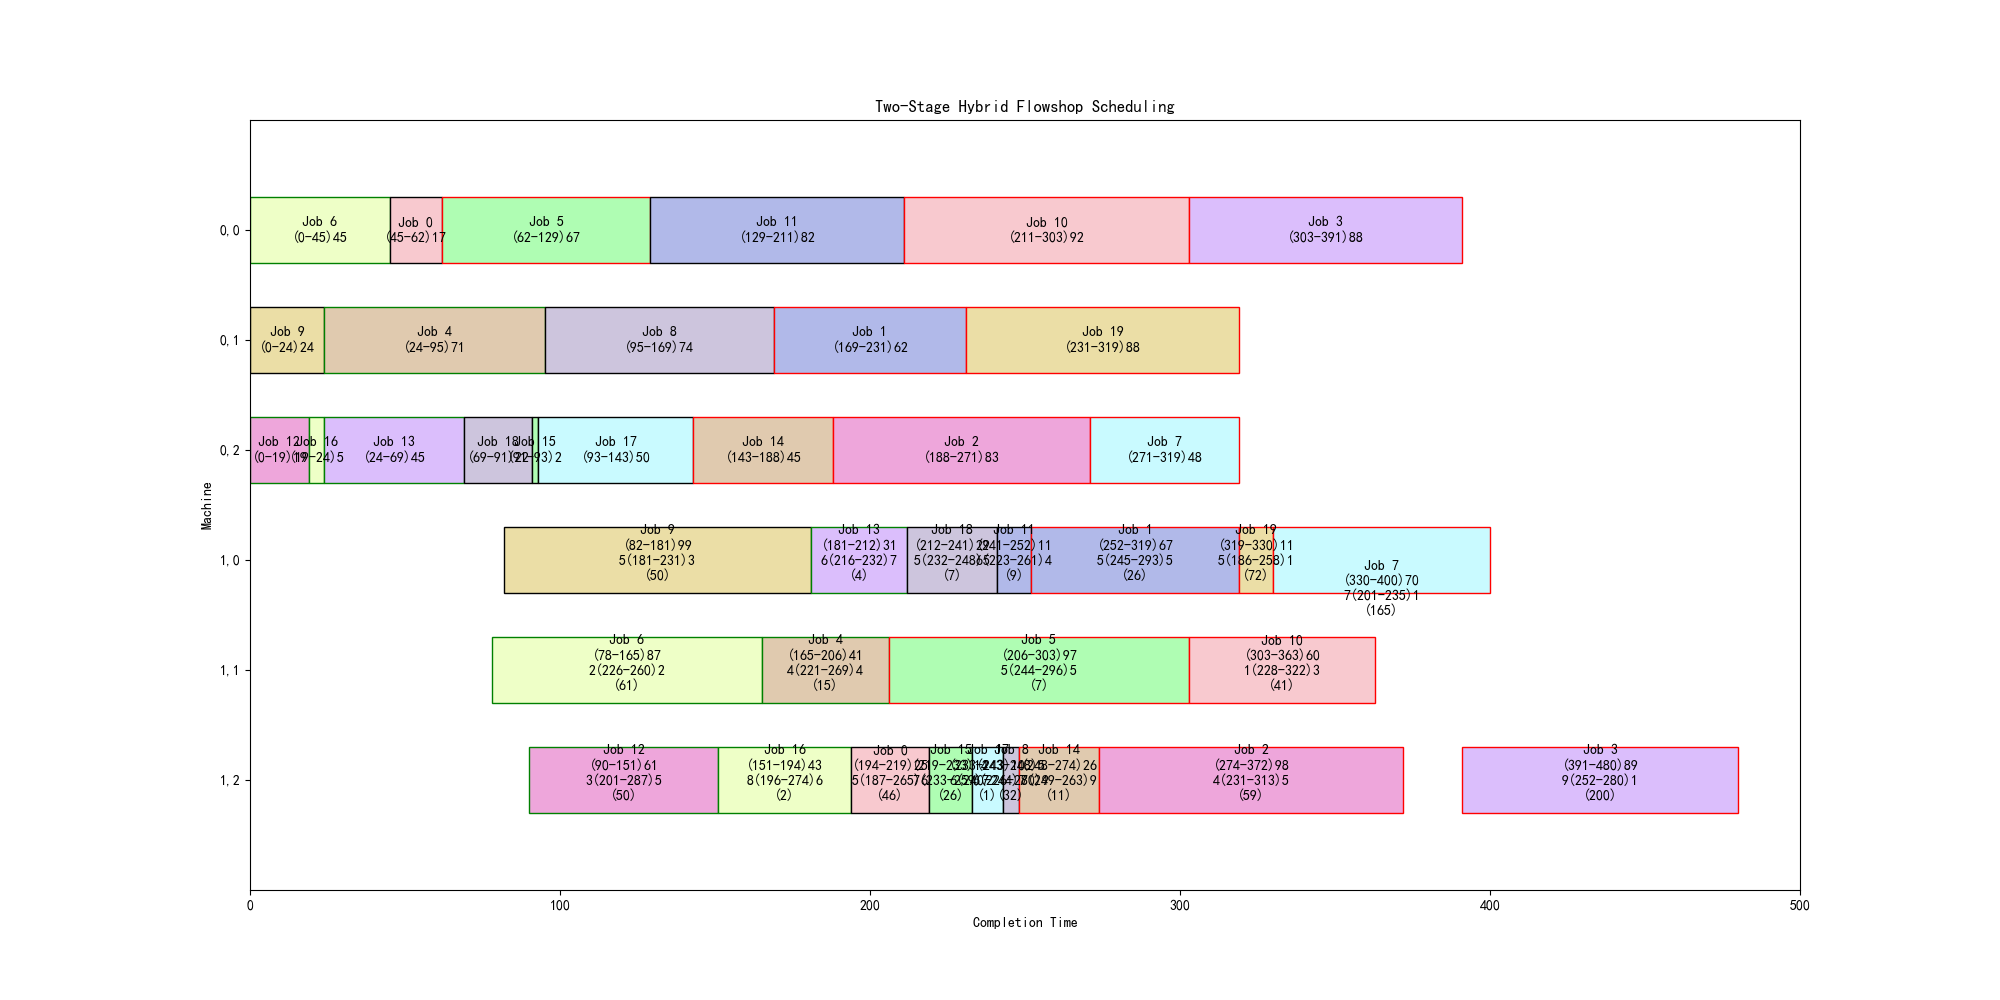 Two-Stage Hybrid Flowshop Scheduling
0,0
Job 6
(0-45)45
Job 0
(45-62)17
Job 5
(62-129)67
Job 11
(129-211)82
Job 10
(211-303)92
Job 3
(303-391)88
0,1
Job 9
(0-24)24
Job 4
(24-95)71
Job 8
(95-169)74
Job 1
(169-231)62
Job 19
(231-319)88
0,2
Job 12
(0-19)19
Job 16
(19-24)5
Job 13
(24-69)45
Job 18
(69-91)22
Job 15
(91-93)2
Job 17
(93-143)50
Job 14
(143-188)45
Job 2
(188-271)83
Job 7
(271-319)48
Machine
1,0
Job 9
(82-181)99
5(181-231)3
(50)
Job 13
(181-212)31
6(216-232)7
(4)
Job 18
(212-241)29
5(232-248)5
(7)
Job 11
(241-252)11
(9)
Job 1
(252-319)67
5(245-293)5
(26)
Job 19
(319-330)11
5(186-258)1
(72)
Job 7
(330-400)70
7(201-235)1
(165)
1,1
Job 6
(78-165)87
2(226-260)2
(61)
Job 4
(165-206)41
4(221-269)4
(15)
Job 5
(206-303)97
5(244-296)5
(7)
Job 10
(303-363)60
1(228-322)3
(41)
1,2
Job 12
(90-151)61
3(201-287)5
(50)
Job 16
(151-194)43
8(196-274)6
(2)
Job 0
(194-219)25
(46)
Job 15
(26)
Job 17
(1)
Job 8
(32)
Job 14
(248-274)26
(11)
Job 2
(274-372)98
4(231-313)5
(59)
Job 3
(391-480)89
9(252-280)1
(200)
0
100
200
300
400
500
Completion Time